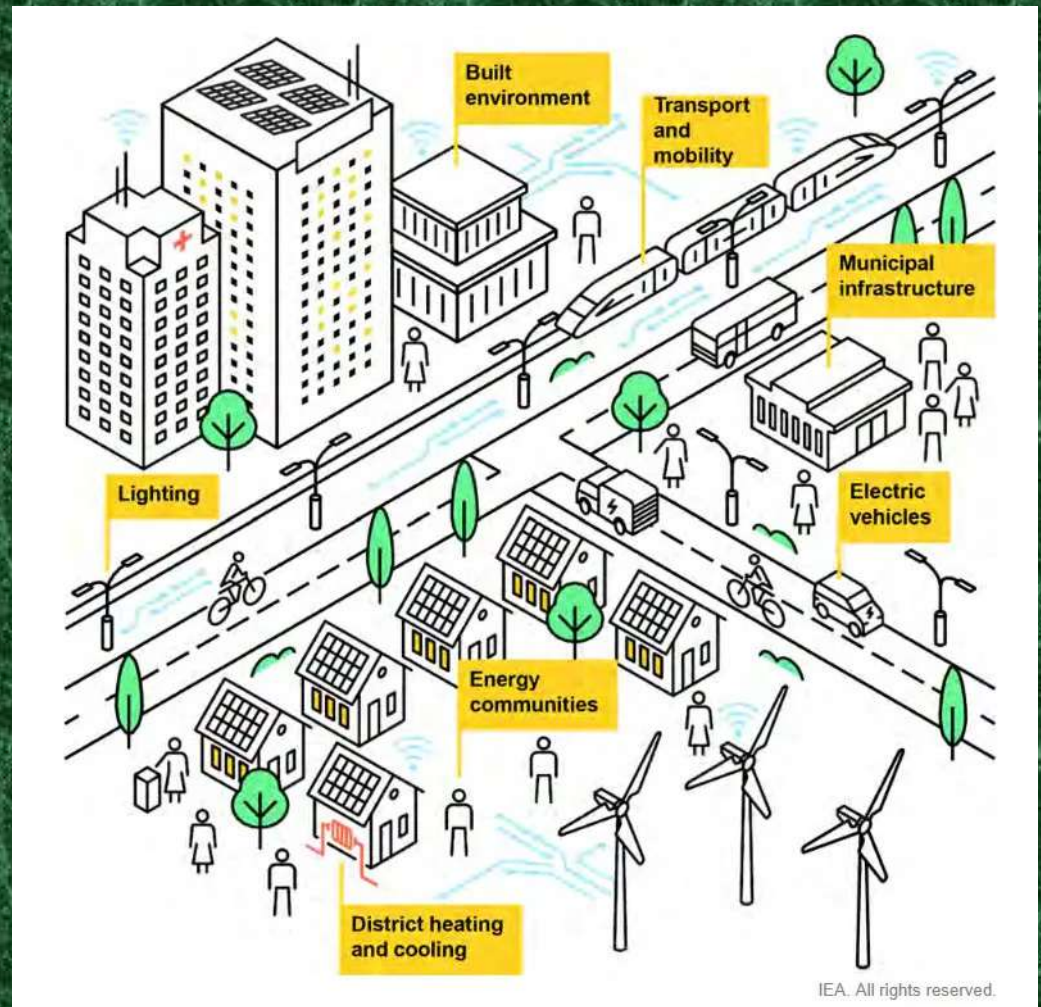 Built
environment
Transport
and
mobility
Municipal
infrastructure
Lighting
Electric
vehicles
Energy
communities
District heating
and cooling
IEA. All rights reserved.